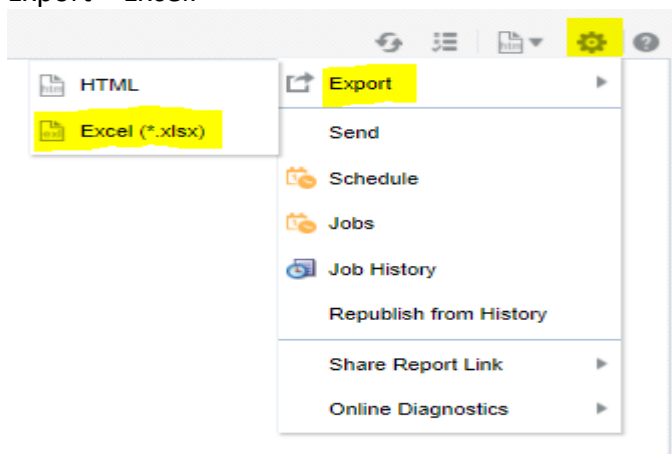 HTML
Excel (*.xlsx)
Export
Send
Schedule
Jobs
Job History
Republish from History
Share Report Link
Online Diagnostics